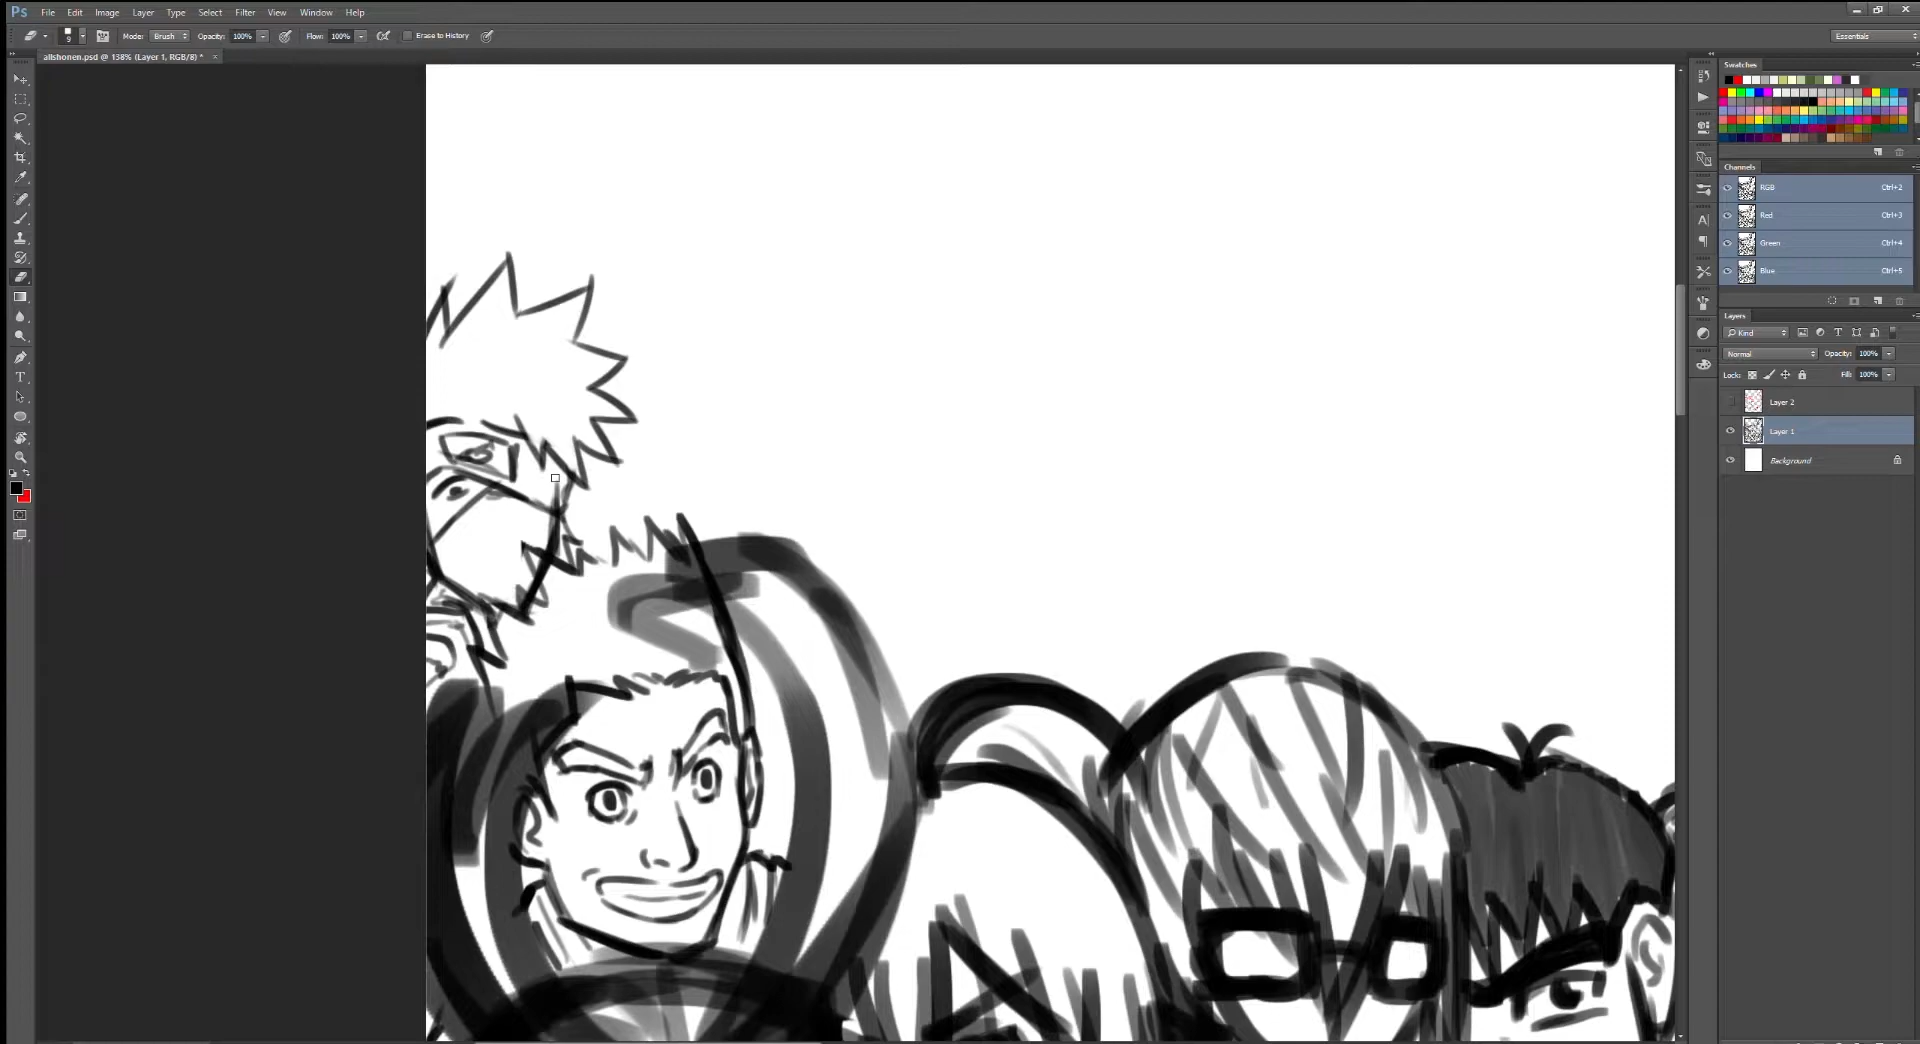 Ps File Edit Image Layer Type Select Filter View Window Help
9 Mode: Brush Opacity: 100% Flow: 100% Erase to History Essentials
allshonen.psd @ 138% (Layer 1, RGB/8) * ×
Swatches
Channels
RGB Ctrl+2
Red Ctrl+3
Green Ctrl+4
Blue Ctrl+5
Layers
Kind
Normal Opacity: 100%
Lock: Fill: 100%
Layer 2
Layer 1
Background